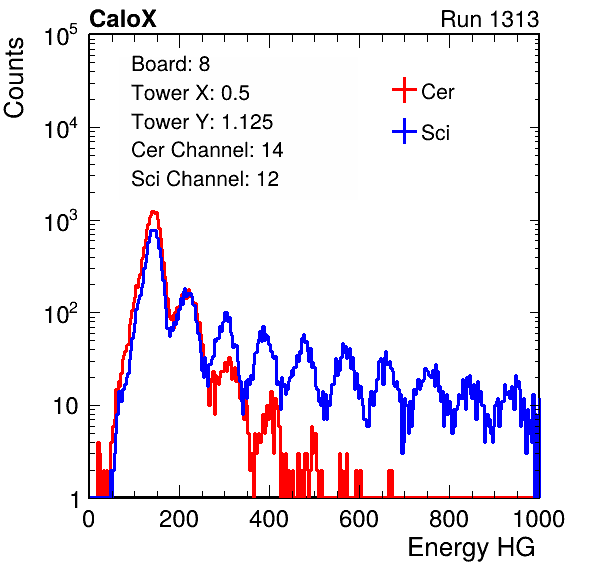 CaloX Run 1313
Counts
10^5
10^4
10^3
10^2
10
1
Board: 8
Tower X: 0.5
Tower Y: 1.125
Cer Channel: 14
Sci Channel: 12
Cer
Sci
0 200 400 600 800 1000
Energy HG